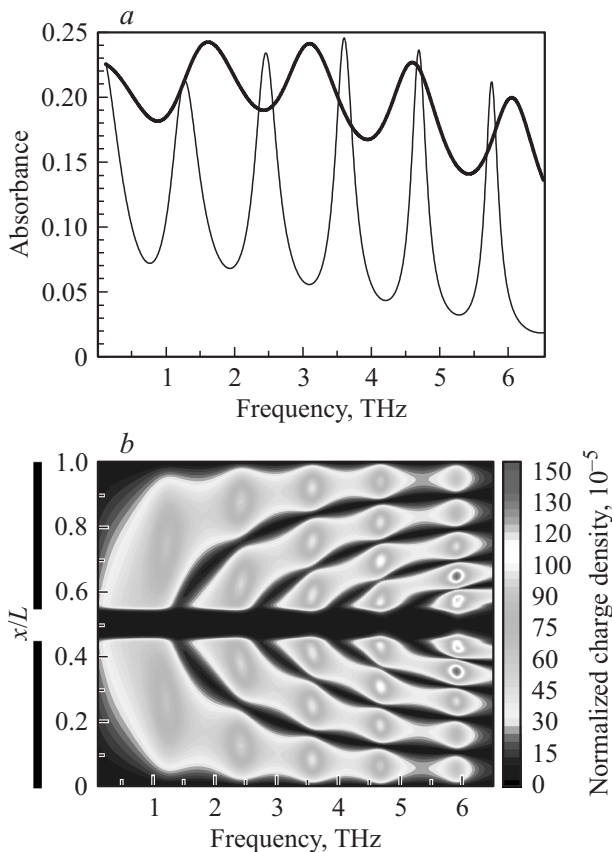 a
0.25
0.20
0.15
0.10
0.05
0
Absorbance
1 2 3 4 5 6
Frequency, THz
b
1.0
0.8
0.6
0.4
0.2
0
x/L
1 2 3 4 5 6
Frequency, THz
150
130
120
100
90
75
60
45
30
15
0
Normalized charge density, 10⁻⁵